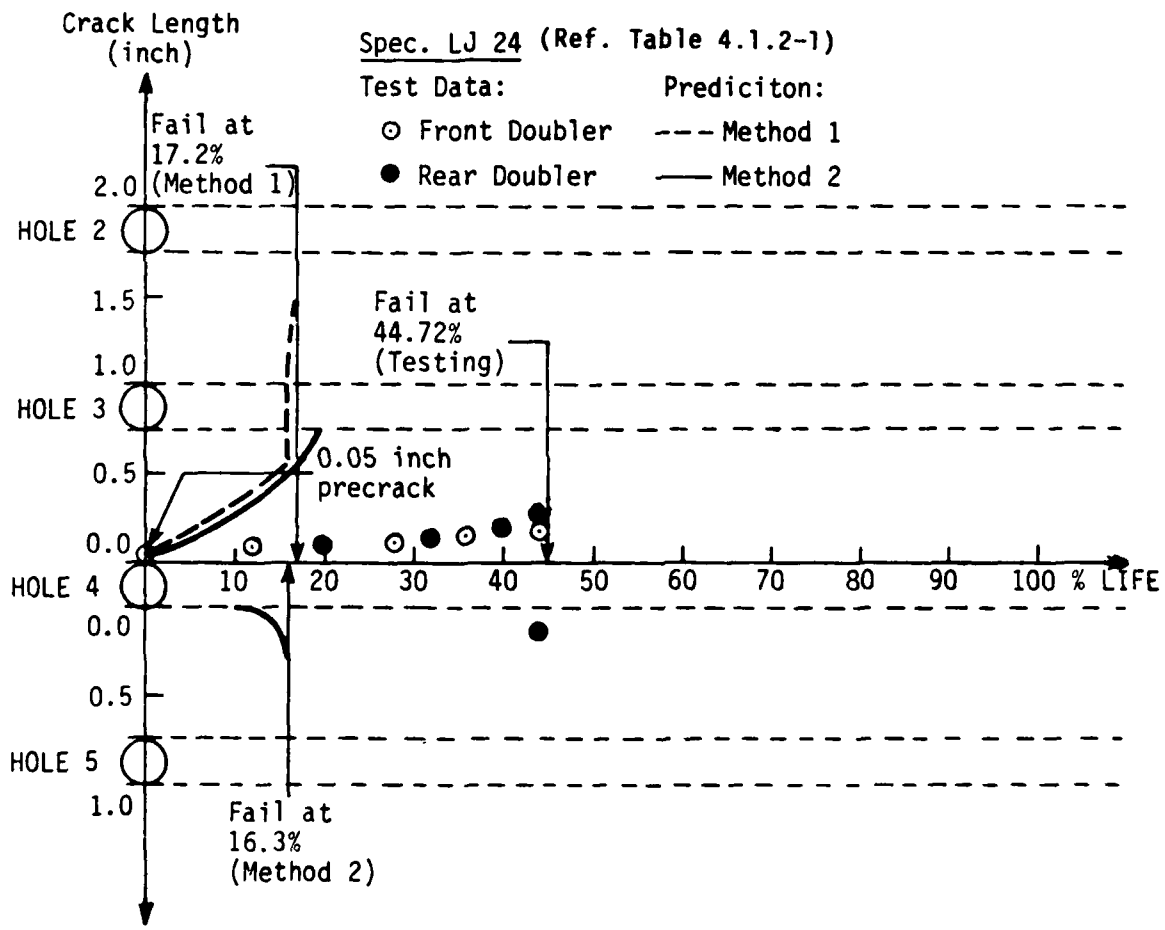 Crack Length
(inch)
Spec. LJ 24 (Ref. Table 4.1.2-1)
Test Data:
Prediciton:
Front Doubler
Method 1
Rear Doubler
Method 2
Fail at
17.2%
(Method 1)
2.0
HOLE 2
1.5
Fail at
44.72%
(Testing)
1.0
HOLE 3
0.5
0.05 inch
precrack
0.0
10 20 30 40 50 60 70 80 90 100 % LIFE
HOLE 4
0.0
0.5
HOLE 5
1.0
Fail at
16.3%
(Method 2)